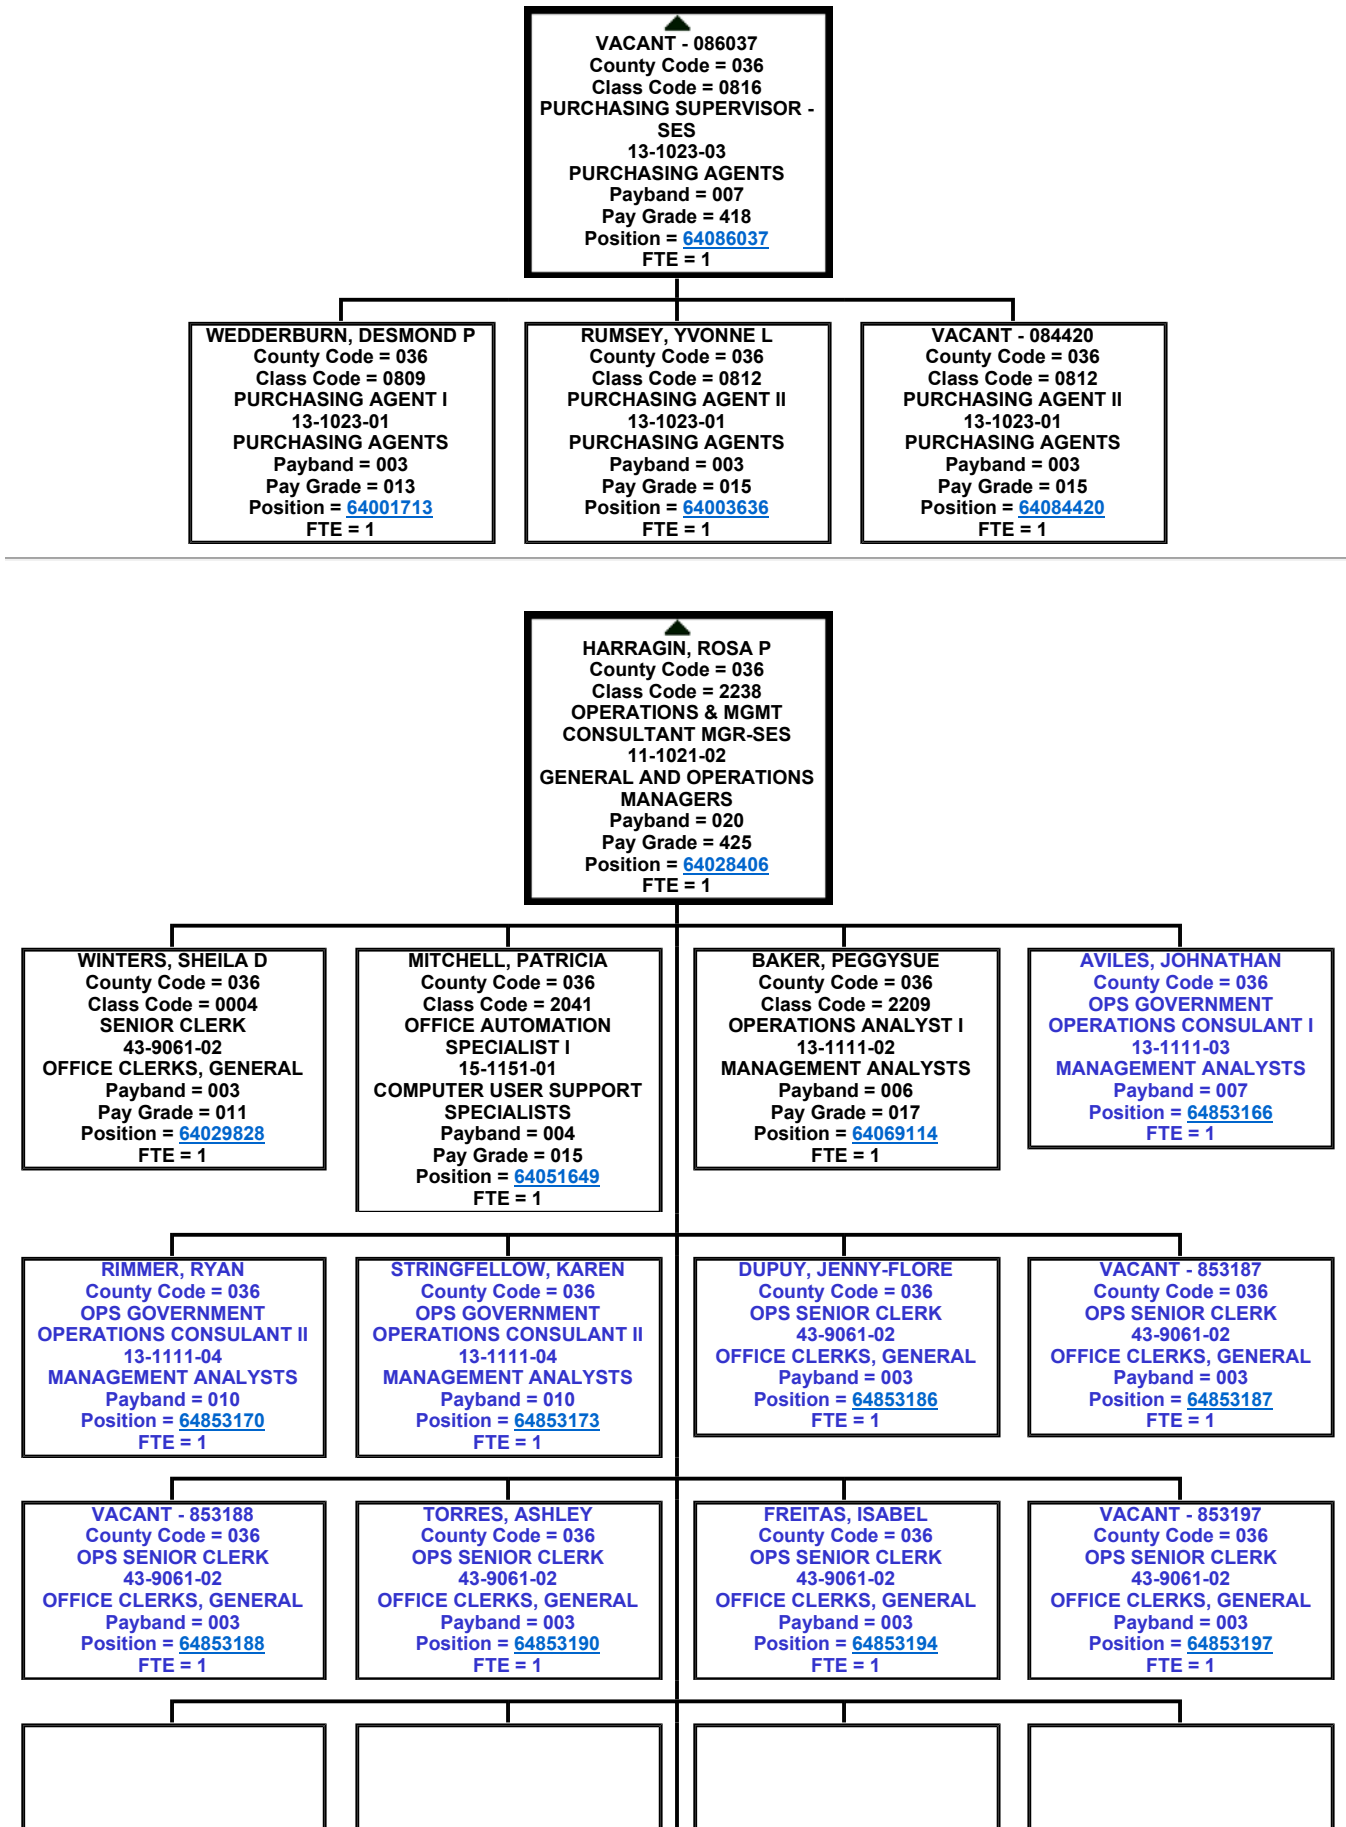 VACANT - 086037
County Code = 036
Class Code = 0816
PURCHASING SUPERVISOR -
SES
13-1023-03
PURCHASING AGENTS
Payband = 007
Pay Grade = 418
Position = 64086037
FTE = 1
WEDDERBURN, DESMOND P
County Code = 036
Class Code = 0809
PURCHASING AGENT I
13-1023-01
PURCHASING AGENTS
Payband = 003
Pay Grade = 013
Position = 64001713
FTE = 1
RUMSEY, YVONNE L
County Code = 036
Class Code = 0812
PURCHASING AGENT II
13-1023-01
PURCHASING AGENTS
Payband = 003
Pay Grade = 015
Position = 64003636
FTE = 1
VACANT - 084420
County Code = 036
Class Code = 0812
PURCHASING AGENT II
13-1023-01
PURCHASING AGENTS
Payband = 003
Pay Grade = 015
Position = 64084420
FTE = 1
HARRAGIN, ROSA P
County Code = 036
Class Code = 2238
OPERATIONS & MGMT
CONSULTANT MGR-SES
11-1021-02
GENERAL AND OPERATIONS
MANAGERS
Payband = 020
Pay Grade = 425
Position = 64028406
FTE = 1
WINTERS, SHEILA D
County Code = 036
Class Code = 0004
SENIOR CLERK
43-9061-02
OFFICE CLERKS, GENERAL
Payband = 003
Pay Grade = 011
Position = 64029828
FTE = 1
MITCHELL, PATRICIA
County Code = 036
Class Code = 2041
OFFICE AUTOMATION
SPECIALIST I
15-1151-01
COMPUTER USER SUPPORT
SPECIALISTS
Payband = 004
Pay Grade = 015
Position = 64051649
FTE = 1
BAKER, PEGGYSUE
County Code = 036
Class Code = 2209
OPERATIONS ANALYST I
13-1111-02
MANAGEMENT ANALYSTS
Payband = 006
Pay Grade = 017
Position = 64069114
FTE = 1
AVILES, JOHNATHAN
County Code = 036
OPS GOVERNMENT
OPERATIONS CONSULANT I
13-1111-03
MANAGEMENT ANALYSTS
Payband = 007
Position = 64853166
FTE = 1
RIMMER, RYAN
County Code = 036
OPS GOVERNMENT
OPERATIONS CONSULANT II
13-1111-04
MANAGEMENT ANALYSTS
Payband = 010
Position = 64853170
FTE = 1
STRINGFELLOW, KAREN
County Code = 036
OPS GOVERNMENT
OPERATIONS CONSULANT II
13-1111-04
MANAGEMENT ANALYSTS
Payband = 010
Position = 64853173
FTE = 1
DUPUY, JENNY-FLORE
County Code = 036
OPS SENIOR CLERK
43-9061-02
OFFICE CLERKS, GENERAL
Payband = 003
Position = 64853186
FTE = 1
VACANT - 853187
County Code = 036
OPS SENIOR CLERK
43-9061-02
OFFICE CLERKS, GENERAL
Payband = 003
Position = 64853187
FTE = 1
VACANT - 853188
County Code = 036
OPS SENIOR CLERK
43-9061-02
OFFICE CLERKS, GENERAL
Payband = 003
Position = 64853188
FTE = 1
TORRES, ASHLEY
County Code = 036
OPS SENIOR CLERK
43-9061-02
OFFICE CLERKS, GENERAL
Payband = 003
Position = 64853190
FTE = 1
FREITAS, ISABEL
County Code = 036
OPS SENIOR CLERK
43-9061-02
OFFICE CLERKS, GENERAL
Payband = 003
Position = 64853194
FTE = 1
VACANT - 853197
County Code = 036
OPS SENIOR CLERK
43-9061-02
OFFICE CLERKS, GENERAL
Payband = 003
Position = 64853197
FTE = 1